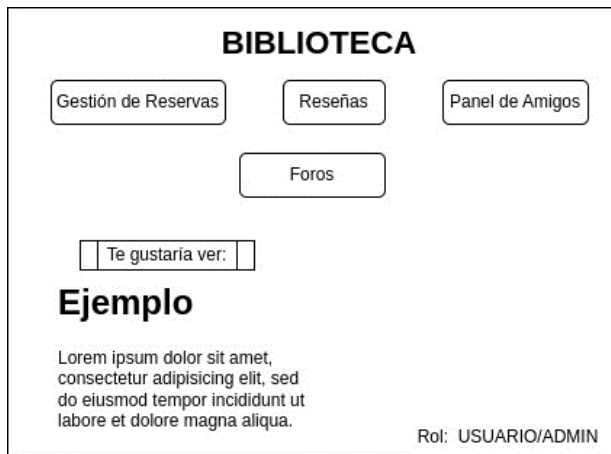 BIBLIOTECA
Gestión de Reservas
Reseñas
Panel de Amigos
Foros
Te gustaría ver:
Ejemplo
Lorem ipsum dolor sit amet,
consectetur adipisicing elit, sed
do eiusmod tempor incididunt ut
labore et dolore magna aliqua.
Rol:  USUARIO/ADMIN